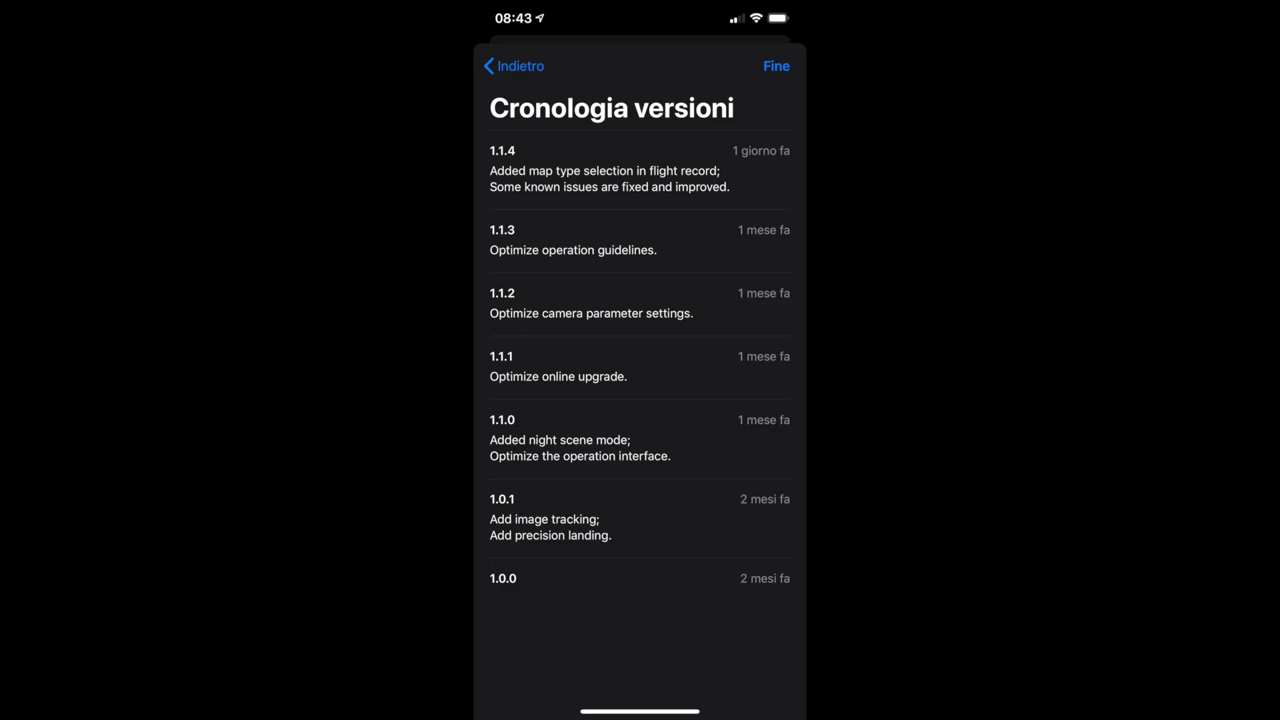 08:43
Indietro
Fine
Cronologia versioni
1.1.4
1 giorno fa
Added map type selection in flight record;
Some known issues are fixed and improved.
1.1.3
1 mese fa
Optimize operation guidelines.
1.1.2
1 mese fa
Optimize camera parameter settings.
1.1.1
1 mese fa
Optimize online upgrade.
1.1.0
1 mese fa
Added night scene mode;
Optimize the operation interface.
1.0.1
2 mesi fa
Add image tracking;
Add precision landing.
1.0.0
2 mesi fa